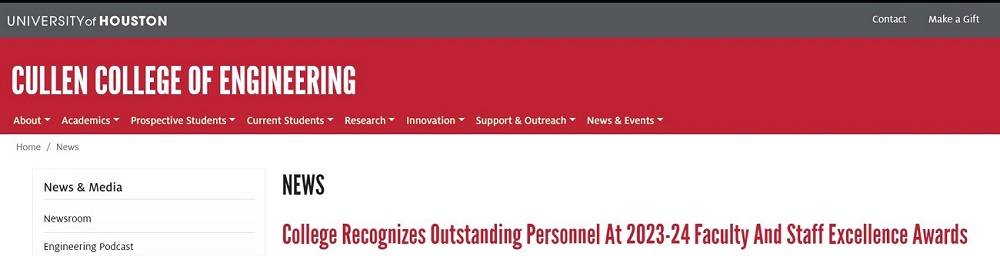 UNIVERSITY of HOUSTON
Contact
Make a Gift
CULLEN COLLEGE OF ENGINEERING
About Academics Prospective Students Current Students Research Innovation Support & Outreach News & Events
Home / News
News & Media
Newsroom
Engineering Podcast
NEWS
College Recognizes Outstanding Personnel At 2023-24 Faculty And Staff Excellence Awards